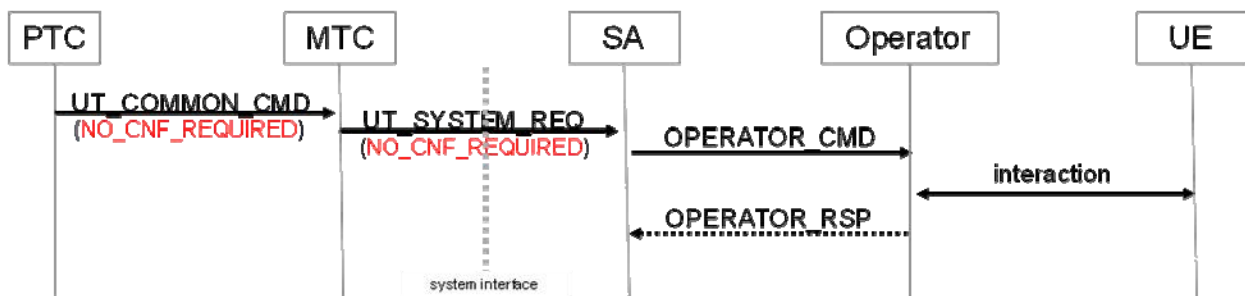 PTC MTC SA Operator UE
UT_COMMON_CMD
(NO_CNF_REQUIRED)
UT_SYSTEM_REQ
(NO_CNF_REQUIRED)
OPERATOR_CMD
interaction
OPERATOR_RSP
system interface